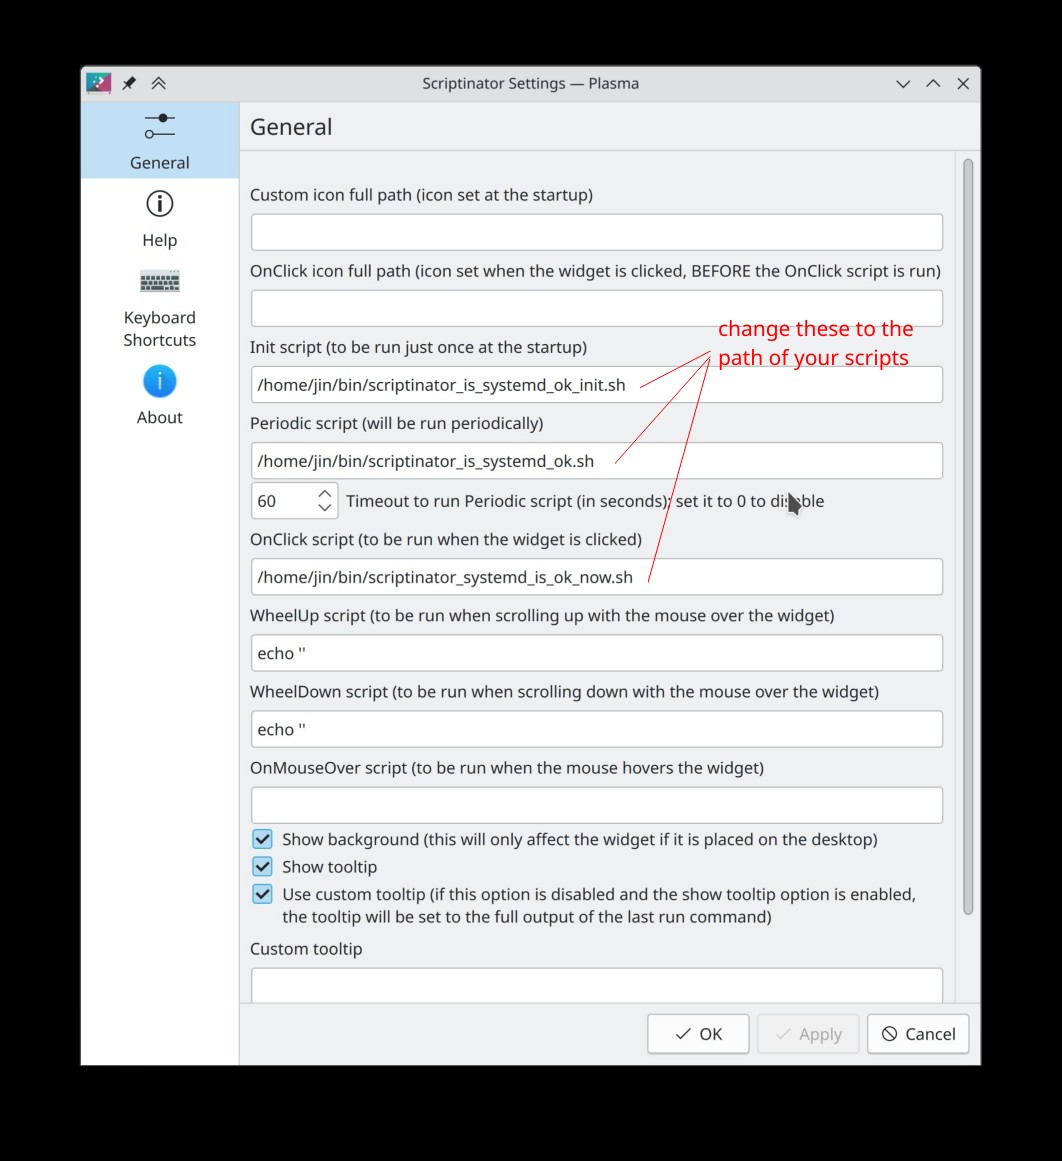 Scriptinator Settings — Plasma
General
Help
Keyboard
Shortcuts
About
General
Custom icon full path (icon set at the startup)
OnClick icon full path (icon set when the widget is clicked, BEFORE the OnClick script is run)
change these to the
path of your scripts
Init script (to be run just once at the startup)
/home/jin/bin/scriptinator_is_systemd_ok_init.sh
Periodic script (will be run periodically)
/home/jin/bin/scriptinator_is_systemd_ok.sh
60
Timeout to run Periodic script (in seconds); set it to 0 to disable
OnClick script (to be run when the widget is clicked)
/home/jin/bin/scriptinator_systemd_is_ok_now.sh
WheelUp script (to be run when scrolling up with the mouse over the widget)
echo ''
WheelDown script (to be run when scrolling down with the mouse over the widget)
echo ''
OnMouseOver script (to be run when the mouse hovers the widget)
Show background (this will only affect the widget if it is placed on the desktop)
Show tooltip
Use custom tooltip (if this option is disabled and the show tooltip option is enabled,
the tooltip will be set to the full output of the last run command)
Custom tooltip
OK
Apply
Cancel